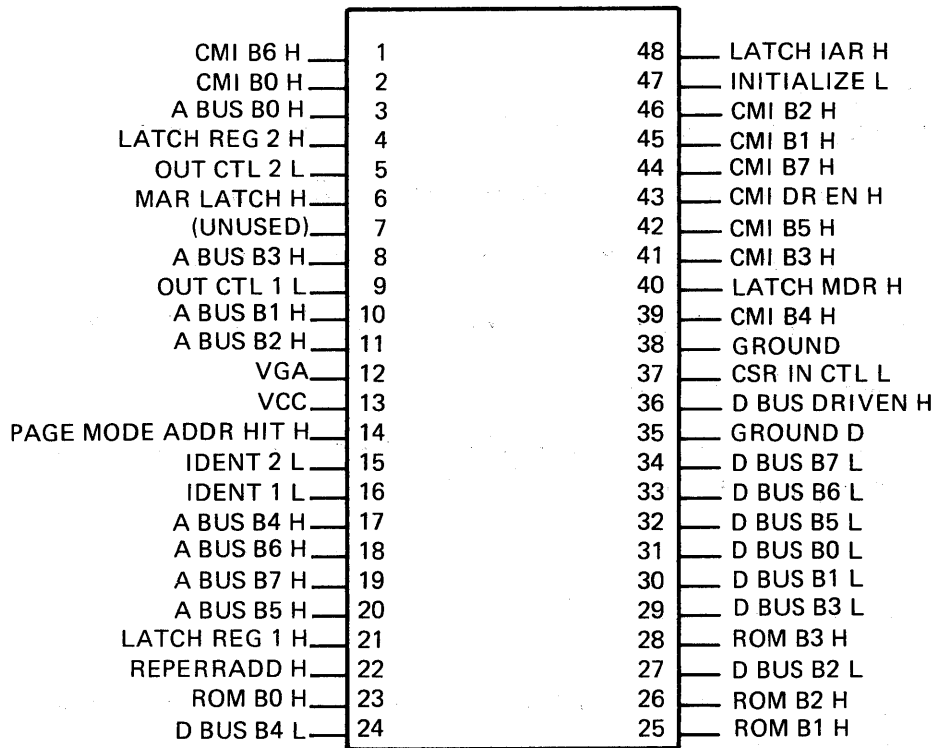 CMI B6 H 1 48 LATCH IAR H
CMI B0 H 2 47 INITIALIZE L
A BUS B0 H 3 46 CMI B2 H
LATCH REG 2 H 4 45 CMI B1 H
OUT CTL 2 L 5 44 CMI B7 H
MAR LATCH H 6 43 CMI DR EN H
(UNUSED) 7 42 CMI B5 H
A BUS B3 H 8 41 CMI B3 H
OUT CTL 1 L 9 40 LATCH MDR H
A BUS B1 H 10 39 CMI B4 H
A BUS B2 H 11 38 GROUND
VGA 12 37 CSR IN CTL L
VCC 13 36 D BUS DRIVEN H
PAGE MODE ADDR HIT H 14 35 GROUND D
IDENT 2 L 15 34 D BUS B7 L
IDENT 1 L 16 33 D BUS B6 L
A BUS B4 H 17 32 D BUS B5 L
A BUS B6 H 18 31 D BUS B0 L
A BUS B7 H 19 30 D BUS B1 L
A BUS B5 H 20 29 D BUS B3 L
LATCH REG 1 H 21 28 ROM B3 H
REPERRADD H 22 27 D BUS B2 L
ROM B0 H 23 26 ROM B2 H
D BUS B4 L 24 25 ROM B1 H